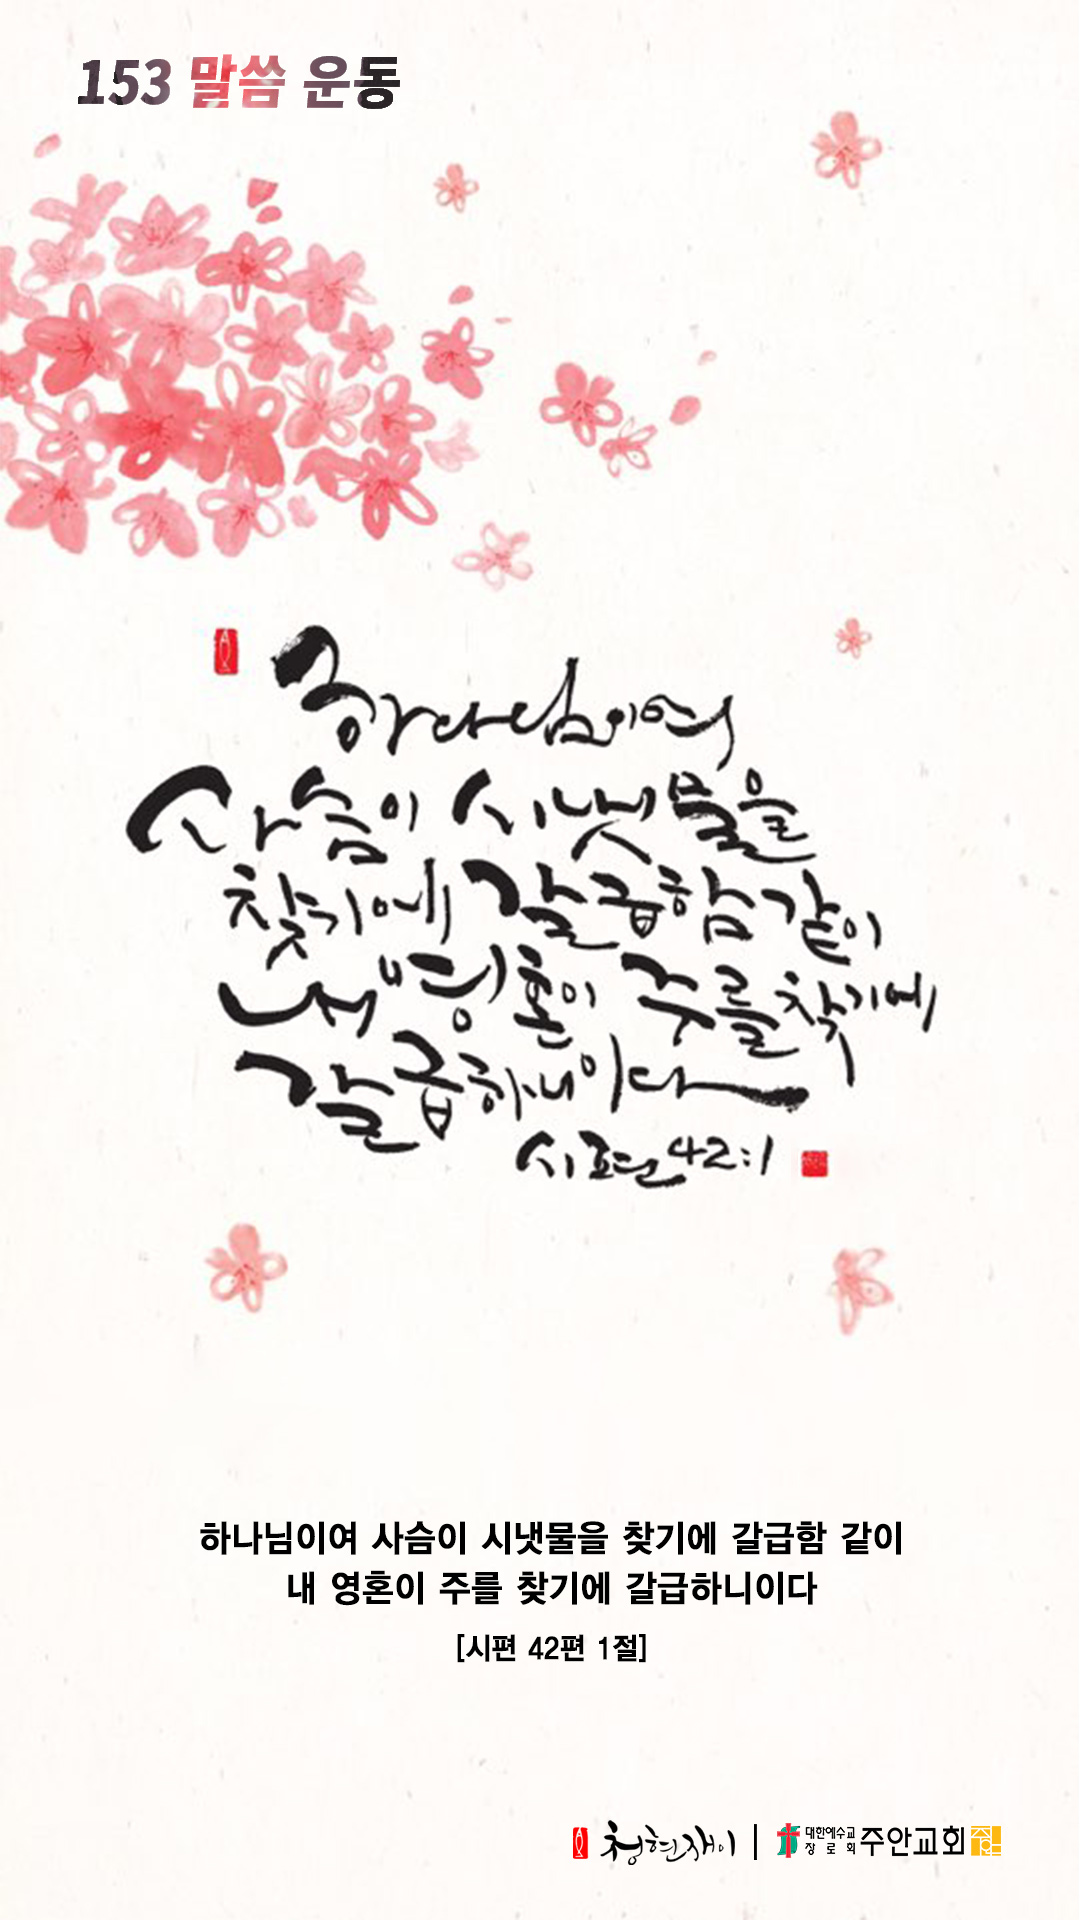 153 말씀 운동
하나님이여
사슴이 시냇물을
찾기에 갈급함 같이
내 영혼이 주를 찾기에
갈급하니이다
시편 42:1
하나님이여 사슴이 시냇물을 찾기에 갈급함 같이
내 영혼이 주를 찾기에 갈급하니이다
[시편 42편 1절]
청현재이 | 대한예수교장로회 주안교회